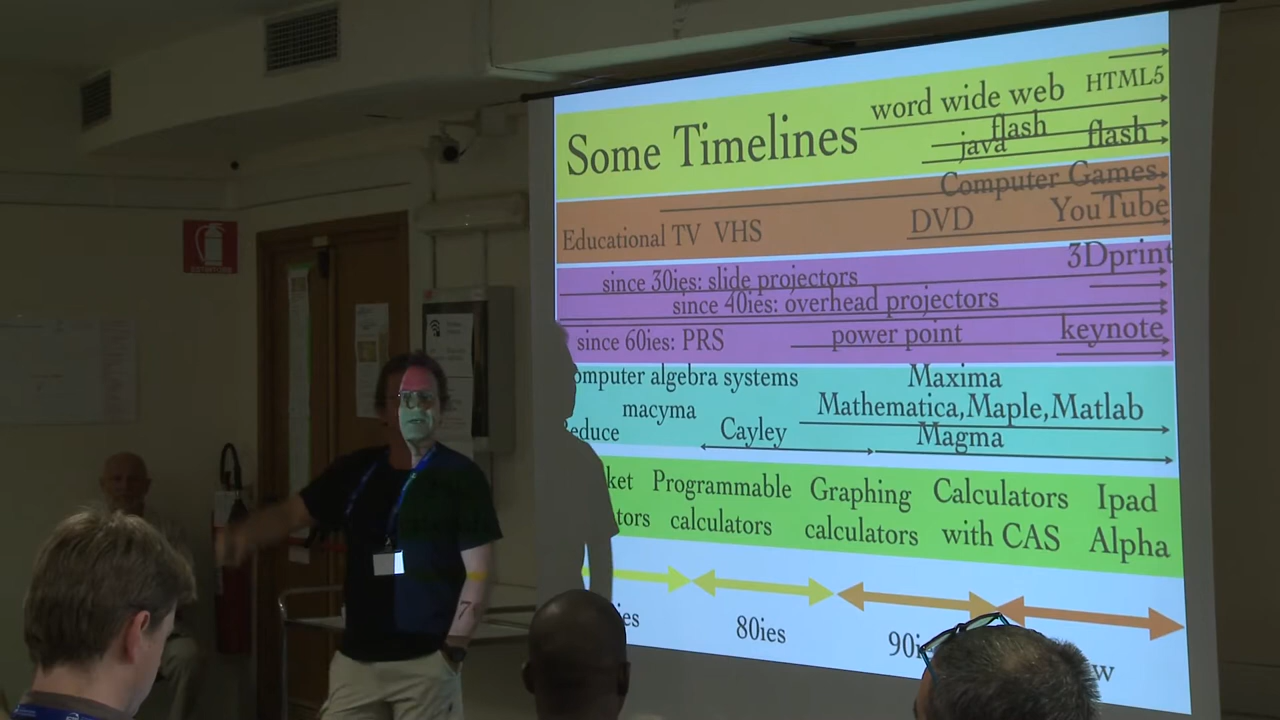 Some Timelines
word wide web
HTML5
flash
java
flash
Computer Games
Educational TV VHS
DVD
YouTube
3Dprint
since 30ies: slide projectors
since 40ies: overhead projectors
since 60ies: PRS
power point
keynote
omputer algebra systems
Maxima
macyma
Mathematica,Maple,Matlab
educe
Cayley
Magma
ket Programmable Graphing Calculators Ipad
tors calculators calculators with CAS Alpha
ies
80ies
90i
w
7